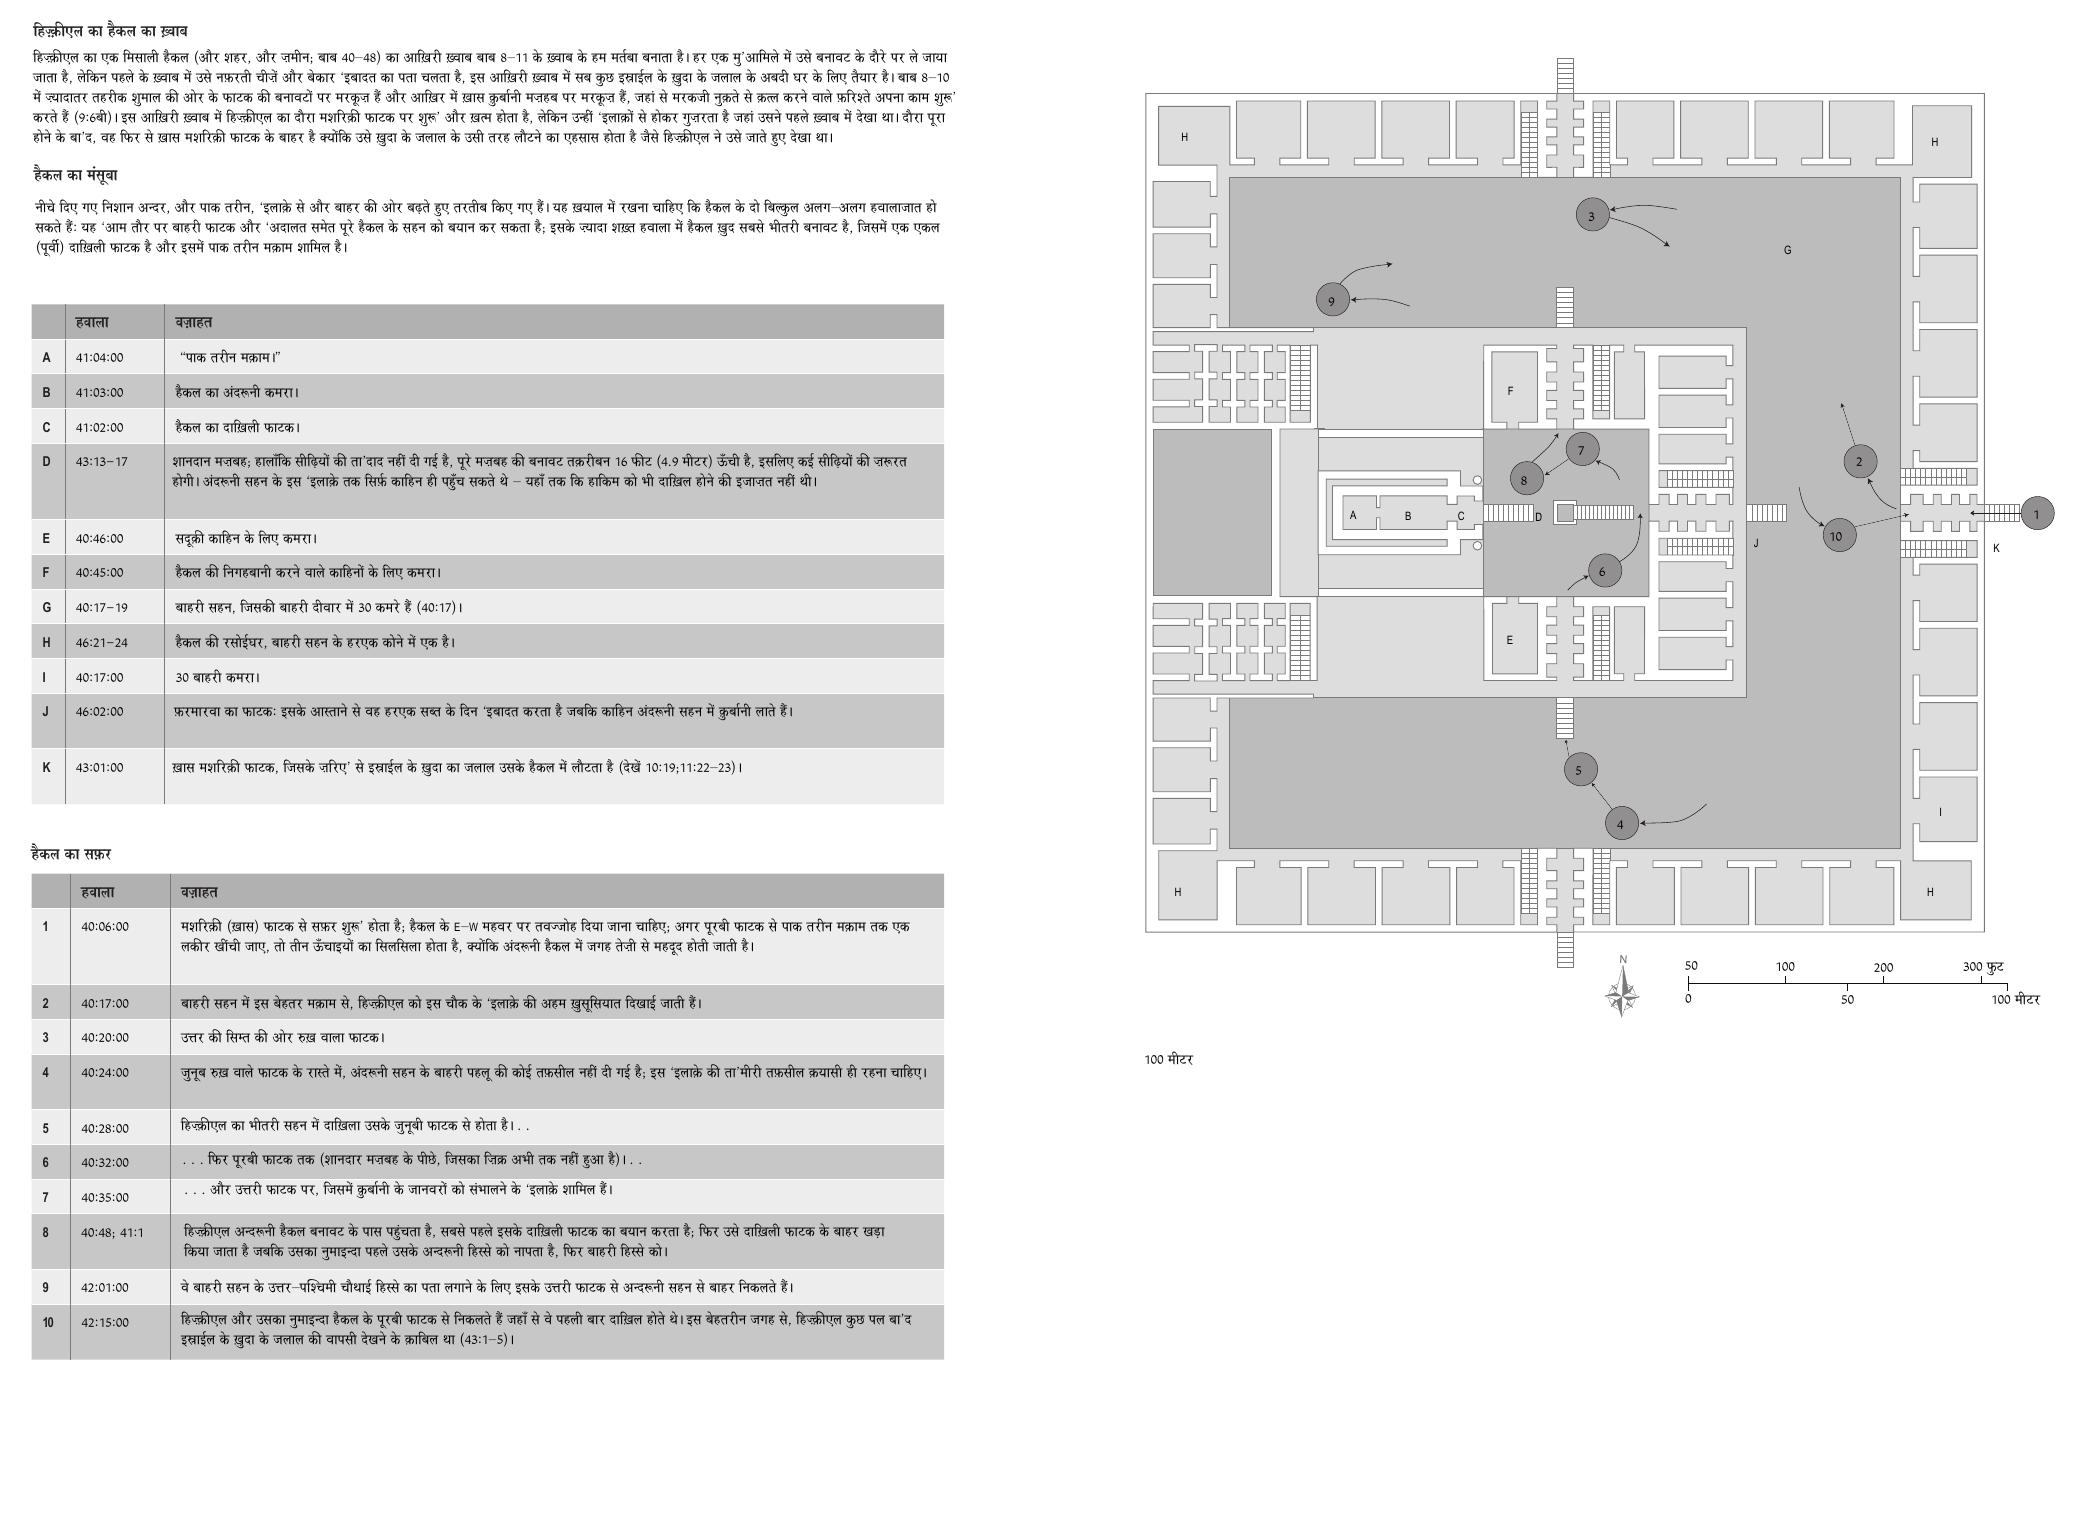 हिज़्क़ीएल का हैकल का ख़्वाब
हिज़्क़ीएल का एक मिसाली हैकल (और शहर, और ज़मीन; बाब 40–48) का आख़िरी ख़्वाब बाब 8–11 के ख़्वाब के हम मर्तबा बनाता है। हर एक मु'आमिले में उसे बनावट के दौरे पर ले जाया
जाता है, लेकिन पहले के ख़्वाब में उसे नफ़रती चीज़ें और बेकार 'इबादत का पता चलता है, इस आख़िरी ख़्वाब में सब कुछ इस्राईल के ख़ुदा के जलाल के अबदी घर के लिए तैयार है। बाब 8–10
में ज़्यादातर तहरीक शुमाल की ओर के फाटक की बनावटों पर मरकूज़ हैं और आख़िर में ख़ास क़ुर्बानी मज़हब पर मरकूज़ हैं, जहां से मरकजी नुक़ते से क़त्ल करने वाले फ़रिश्ते अपना काम शुरू'
करते हैं (9:6बी)। इस आख़िरी ख़्वाब में हिज़्क़ीएल का दौरा मशरिक़ी फाटक पर शुरू' और ख़त्म होता है, लेकिन उन्हीं 'इलाक़ों से होकर गुज़रता है जहां उसने पहले ख़्वाब में देखा था। दौरा पूरा
होने के बा'द, वह फिर से ख़ास मशरिक़ी फाटक के बाहर है क्योंकि उसे ख़ुदा के जलाल के उसी तरह लौटने का एहसास होता है जैसे हिज़्क़ीएल ने उसे जाते हुए देखा था।
हैकल का मंसूबा
नीचे दिए गए निशान अन्दर, और पाक तरीन, 'इलाक़े से और बाहर की ओर बढ़ते हुए तरतीब किए गए हैं। यह ख़याल में रखना चाहिए कि हैकल के दो बिल्कुल अलग–अलग हवालाजात हो
सकते हैं: यह 'आम तौर पर बाहरी फाटक और 'अदालत समेत पूरे हैकल के सहन को बयान कर सकता है; इसके ज्यादा शख़्त हवाला में हैकल ख़ुद सबसे भीतरी बनावट है, जिसमें एक एकल
(पूर्वी) दाख़िली फाटक है और इसमें पाक तरीन मक़ाम शामिल है।
हवाला वज़ाहत
A 41:04:00 “पाक तरीन मक़ाम।”
B 41:03:00 हैकल का अंदरूनी कमरा।
C 41:02:00 हैकल का दाख़िली फाटक।
D 43:13–17 शानदान मज़बह; हालाँकि सीढ़ियों की ता'दाद नहीं दी गई है, पूरे मज़बह की बनावट तक़रीबन 16 फीट (4.9 मीटर) ऊँची है, इसलिए कई सीढ़ियों की ज़रूरत
होगी। अंदरूनी सहन के इस 'इलाक़े तक सिर्फ़ काहिन ही पहुँच सकते थे – यहाँ तक कि हाकिम को भी दाख़िल होने की इजाज़त नहीं थी।
E 40:46:00 सदूक़ी काहिन के लिए कमरा।
F 40:45:00 हैकल की निगहबानी करने वाले काहिनों के लिए कमरा।
G 40:17–19 बाहरी सहन, जिसकी बाहरी दीवार में 30 कमरे हैं (40:17)।
H 46:21–24 हैकल की रसोईघर, बाहरी सहन के हरएक कोने में एक है।
I 40:17:00 30 बाहरी कमरा।
J 46:02:00 फ़रमारवा का फाटक: इसके आस्ताने से वह हरएक सब्त के दिन 'इबादत करता है जबकि काहिन अंदरूनी सहन में क़ुर्बानी लाते हैं।
K 43:01:00 ख़ास मशरिक़ी फाटक, जिसके ज़रिए' से इस्राईल के ख़ुदा का जलाल उसके हैकल में लौटता है (देखें 10:19;11:22–23)।
हैकल का सफ़र
हवाला वज़ाहत
1 40:06:00 मशरिक़ी (ख़ास) फाटक से सफ़र शुरू' होता है; हैकल के E–W महवर पर तवज्जोह दिया जाना चाहिए; अगर पूरबी फाटक से पाक तरीन मक़ाम तक एक
लकीर खींची जाए, तो तीन ऊँचाइयों का सिलसिला होता है, क्योंकि अंदरूनी हैकल में जगह तेज़ी से महदूद होती जाती है।
2 40:17:00 बाहरी सहन में इस बेहतर मक़ाम से, हिज़्क़ीएल को इस चौक के 'इलाक़े की अहम ख़ुसूसियात दिखाई जाती हैं।
3 40:20:00 उत्तर की सिम्त की ओर रुख़ वाला फाटक।
4 40:24:00 जुनूब रुख़ वाले फाटक के रास्ते में, अंदरूनी सहन के बाहरी पहलू की कोई तफ़सील नहीं दी गई है; इस 'इलाक़े की ता'मीरी तफ़सील क़यासी ही रहना चाहिए।
5 40:28:00 हिज़्क़ीएल का भीतरी सहन में दाख़िला उसके जुनूबी फाटक से होता है। . .
6 40:32:00 . . . फिर पूरबी फाटक तक (शानदार मज़बह के पीछे, जिसका ज़िक्र अभी तक नहीं हुआ है)। . .
7 40:35:00 . . . और उत्तरी फाटक पर, जिसमें क़ुर्बानी के जानवरों को संभालने के 'इलाक़े शामिल हैं।
8 40:48; 41:1 हिज़्क़ीएल अन्दरूनी हैकल बनावट के पास पहुंचता है, सबसे पहले इसके दाख़िली फाटक का बयान करता है; फिर उसे दाख़िली फाटक के बाहर खड़ा
किया जाता है जबकि उसका नुमाइन्दा पहले उसके अन्दरूनी हिस्से को नापता है, फिर बाहरी हिस्से को।
9 42:01:00 वे बाहरी सहन के उत्तर–पश्चिमी चौथाई हिस्से का पता लगाने के लिए इसके उत्तरी फाटक से अन्दरूनी सहन से बाहर निकलते हैं।
10 42:15:00 हिज़्क़ीएल और उसका नुमाइन्दा हैकल के पूरबी फाटक से निकलते हैं जहाँ से वे पहली बार दाख़िल होते थे। इस बेहतरीन जगह से, हिज़्क़ीएल कुछ पल बा'द
इस्राईल के ख़ुदा के जलाल की वापसी देखने के क़ाबिल था (43:1–5)।
H
H
3
G
9
F
7
8
2
A B C D
1
10
J
K
6
E
5
4
I
H
H
N
50 100 200 300 फुट
0 50 100 मीटर
100 मीटर